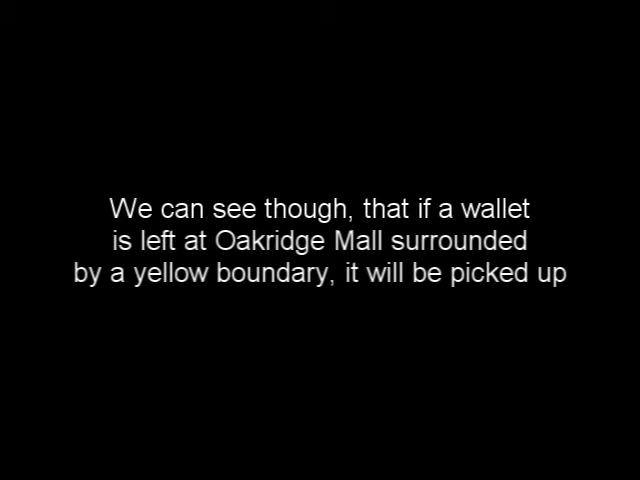 We can see though, that if a wallet
is left at Oakridge Mall surrounded
by a yellow boundary, it will be picked up